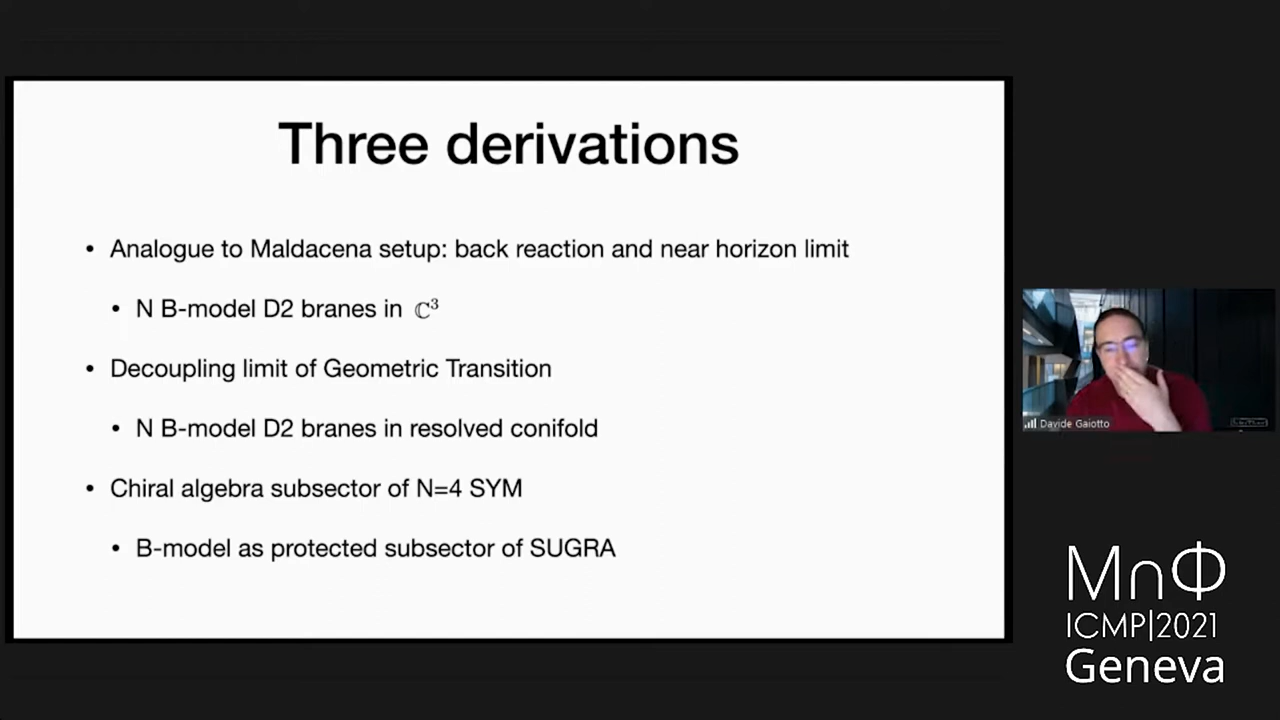 Three derivations
• Analogue to Maldacena setup: back reaction and near horizon limit
• N B-model D2 branes in ℂ³
• Decoupling limit of Geometric Transition
• N B-model D2 branes in resolved conifold
• Chiral algebra subsector of N=4 SYM
• B-model as protected subsector of SUGRA
Davide Gaiotto
M∩Φ
ICMP|2021
Geneva